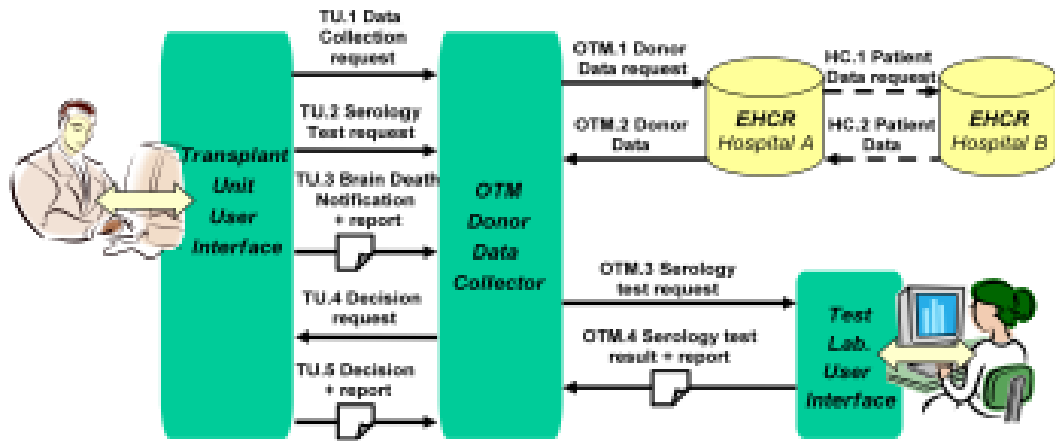 TU.1 Data
Collection
request
TU.2 Serology
Test request
TU.3 Brain Death
Notification
+ report
TU.4 Decision
request
TU.5 Decision
+ report
Transplant
Unit
User
Interface
OTM
Donor
Data
Collector
OTM.1 Donor
Data request
OTM.2 Donor
Data
EHCR
Hospital A
HC.1 Patient
Data request
HC.2 Patient
Data
EHCR
Hospital B
OTM.3 Serology
test request
OTM.4 Serology test
result + report
Test
Lab.
User
Interface